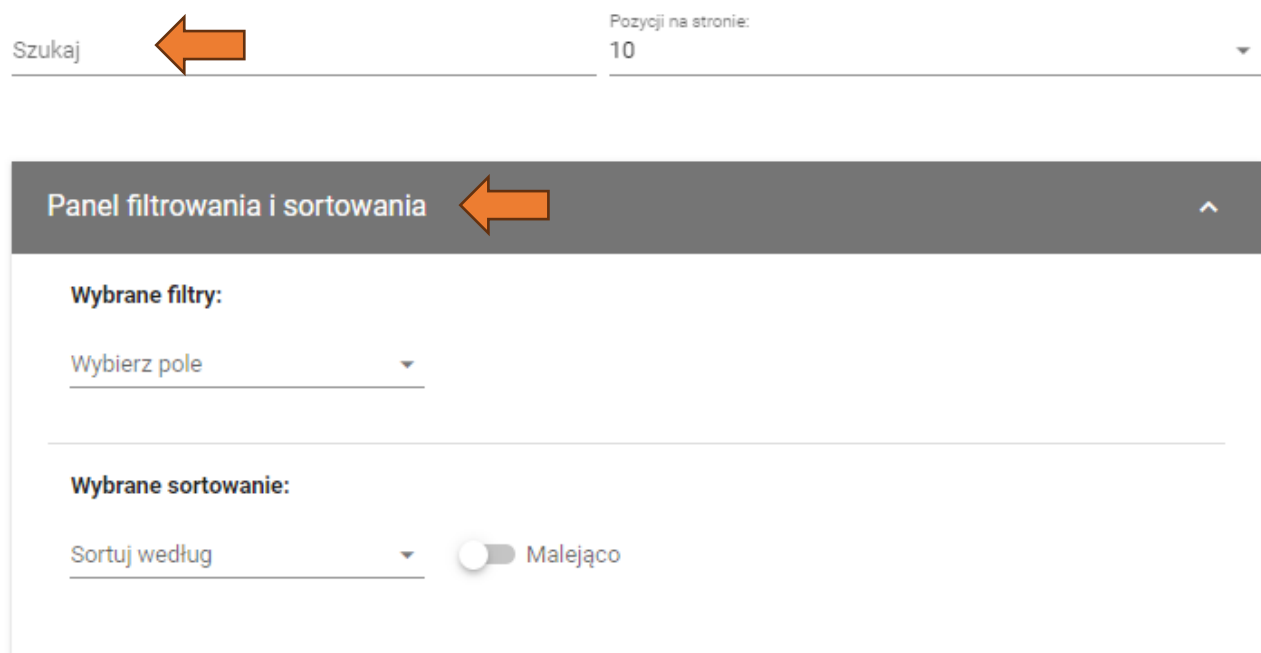 Szukaj
Pozycji na stronie:
10
Panel filtrowania i sortowania
Wybrane filtry:
Wybierz pole
Wybrane sortowanie:
Sortuj według
Malejąco